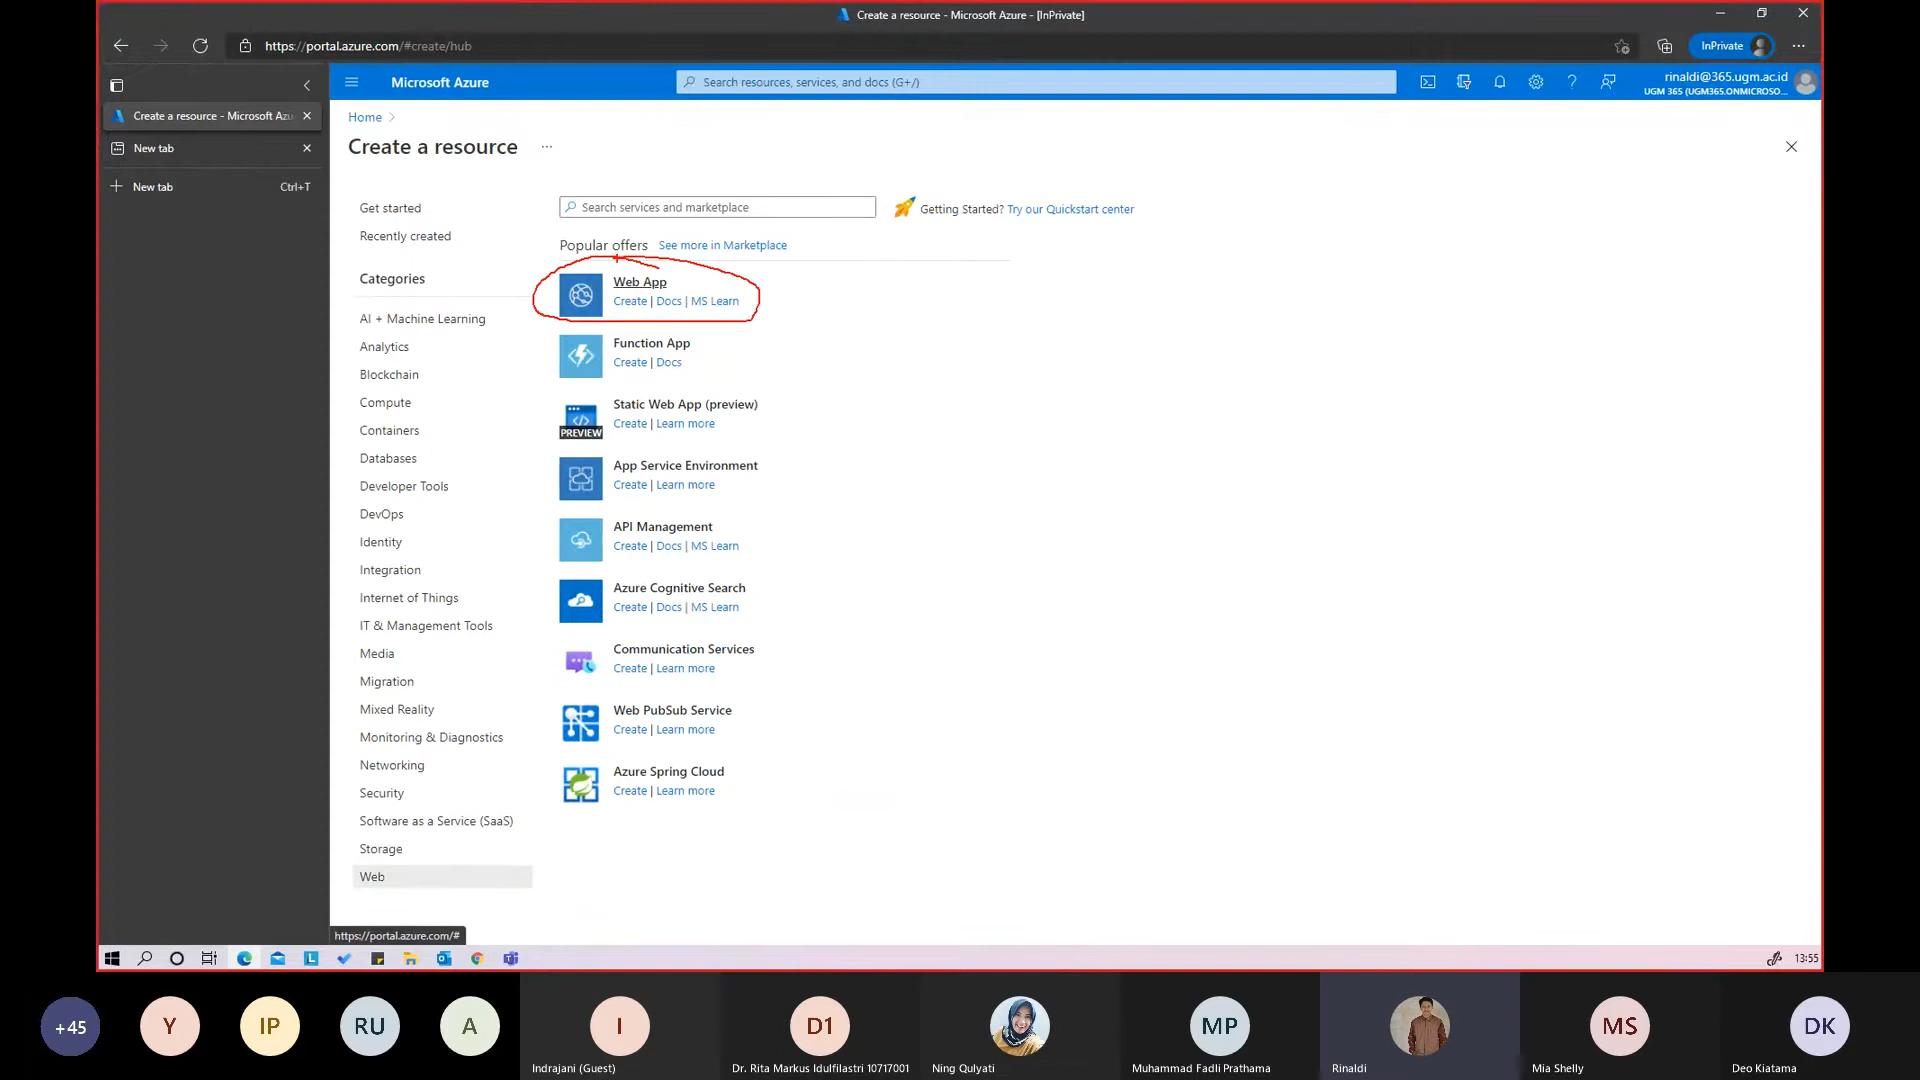 Create a resource - Microsoft Azure - [InPrivate]
https://portal.azure.com/#create/hub
InPrivate
Create a resource - Microsoft Azu
New tab
New tab Ctrl+T
Microsoft Azure
Search resources, services, and docs (G+/)
rinaldi@365.ugm.ac.id
UGM 365 (UGM365.ONMICROSO...
Home
Create a resource
Get started
Recently created
Categories
AI + Machine Learning
Analytics
Blockchain
Compute
Containers
Databases
Developer Tools
DevOps
Identity
Integration
Internet of Things
IT & Management Tools
Media
Migration
Mixed Reality
Monitoring & Diagnostics
Networking
Security
Software as a Service (SaaS)
Storage
Web
Search services and marketplace
Getting Started? Try our Quickstart center
Popular offers See more in Marketplace
Web App
Create | Docs | MS Learn
Function App
Create | Docs
PREVIEW
Static Web App (preview)
Create | Learn more
App Service Environment
Create | Learn more
API Management
Create | Docs | MS Learn
Azure Cognitive Search
Create | Docs | MS Learn
Communication Services
Create | Learn more
Web PubSub Service
Create | Learn more
Azure Spring Cloud
Create | Learn more
https://portal.azure.com/#
13:55
+45
Y
IP
RU
A
I
D1
MP
MS
DK
Indrajani (Guest)
Dr. Rita Markus Idulfilastri 10717001
Ning Qulyati
Muhammad Fadli Prathama
Rinaldi
Mia Shelly
Deo Kiatama